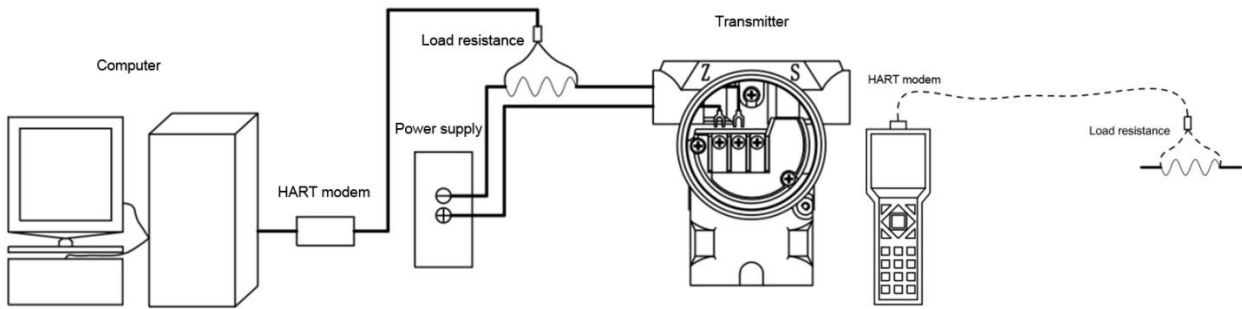 Transmitter
Load resistance
Computer
Z S
HART modem
Power supply
Load resistance
HART modem